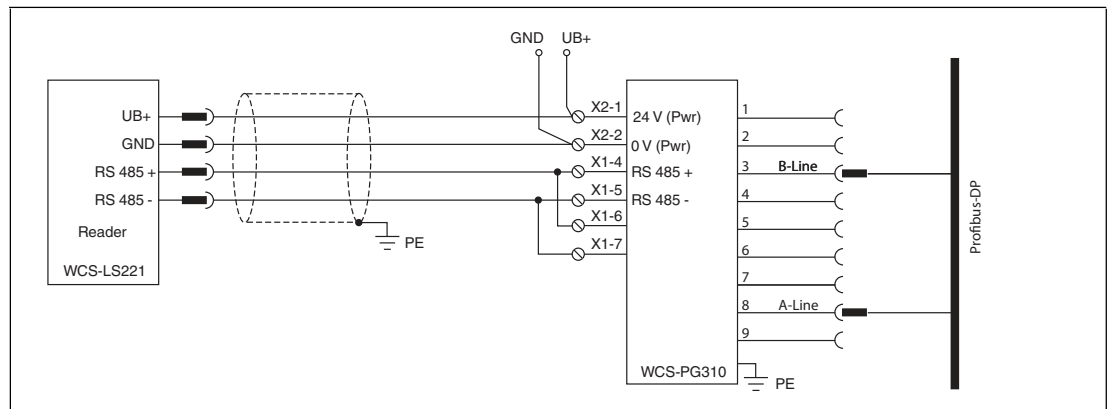 GND UB+
UB+
GND
RS 485 +
RS 485 -
Reader
WCS-LS221
PE
X2-1
X2-2
X1-4
X1-5
X1-6
X1-7
24 V (Pwr)
0 V (Pwr)
RS 485 +
RS 485 -
WCS-PG310
1
2
3 B-Line
4
5
6
7
8 A-Line
9
PE
Profibus-DP